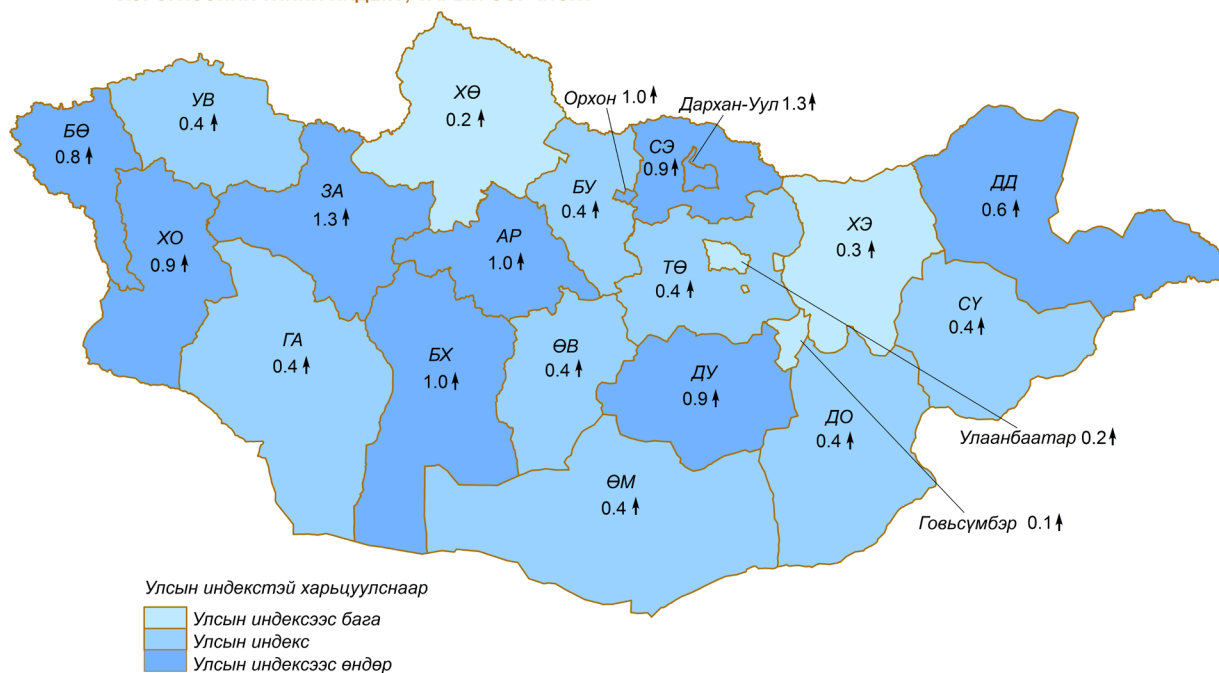 УВ
0.4
ХӨ
0.2
Орхон 1.0
Дархан-Уул 1.3
БӨ
0.8
СЭ
0.9
ЗА
1.3
БУ
0.4
ДД
0.6
ХО
0.9
АР
1.0
ХЭ
0.3
ТӨ
0.4
СҮ
0.4
ГА
0.4
БХ
1.0
ӨВ
0.4
ДУ
0.9
ДО
0.4
Улаанбаатар 0.2
ӨМ
0.4
Говьсүмбэр 0.1
Улсын индекстэй харьцуулснаар
Улсын индексээс бага
Улсын индекс
Улсын индексээс өндөр